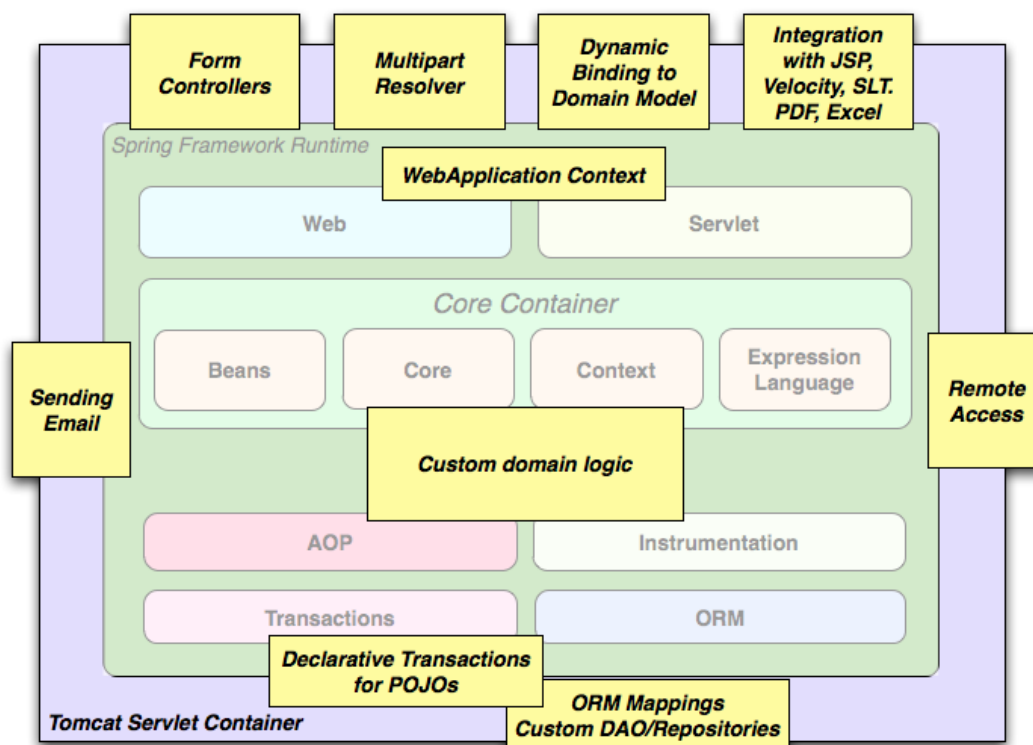 Form
Controllers
Multipart
Resolver
Dynamic
Binding to
Domain Model
Integration
with JSP,
Velocity, SLT.
PDF, Excel
Spring Framework Runtime
WebApplication Context
Web
Servlet
Core Container
Beans
Core
Context
Expression
Language
Sending
Email
Remote
Access
Custom domain logic
AOP
Instrumentation
Transactions
ORM
Declarative Transactions
for POJOs
ORM Mappings
Custom DAO/Repositories
Tomcat Servlet Container